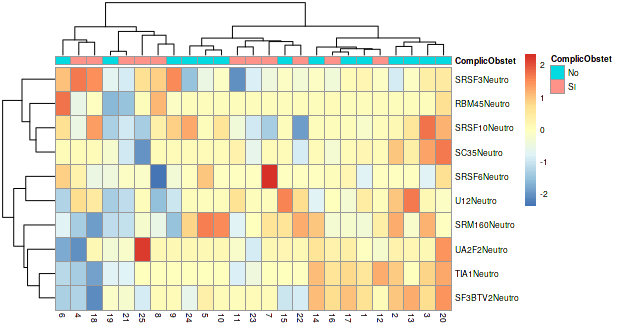 ComplicObstet
SRSF3Neutro
RBM45Neutro
SRSF10Neutro
SC35Neutro
SRSF6Neutro
U12Neutro
SRM160Neutro
UA2F2Neutro
TIA1Neutro
SF3BTV2Neutro
6 4 18 19 21 25 8 9 24 5 10 11 23 7 15 22 14 16 17 1 12 2 13 3 20
2
1
0
-1
-2
ComplicObstet
No
SI